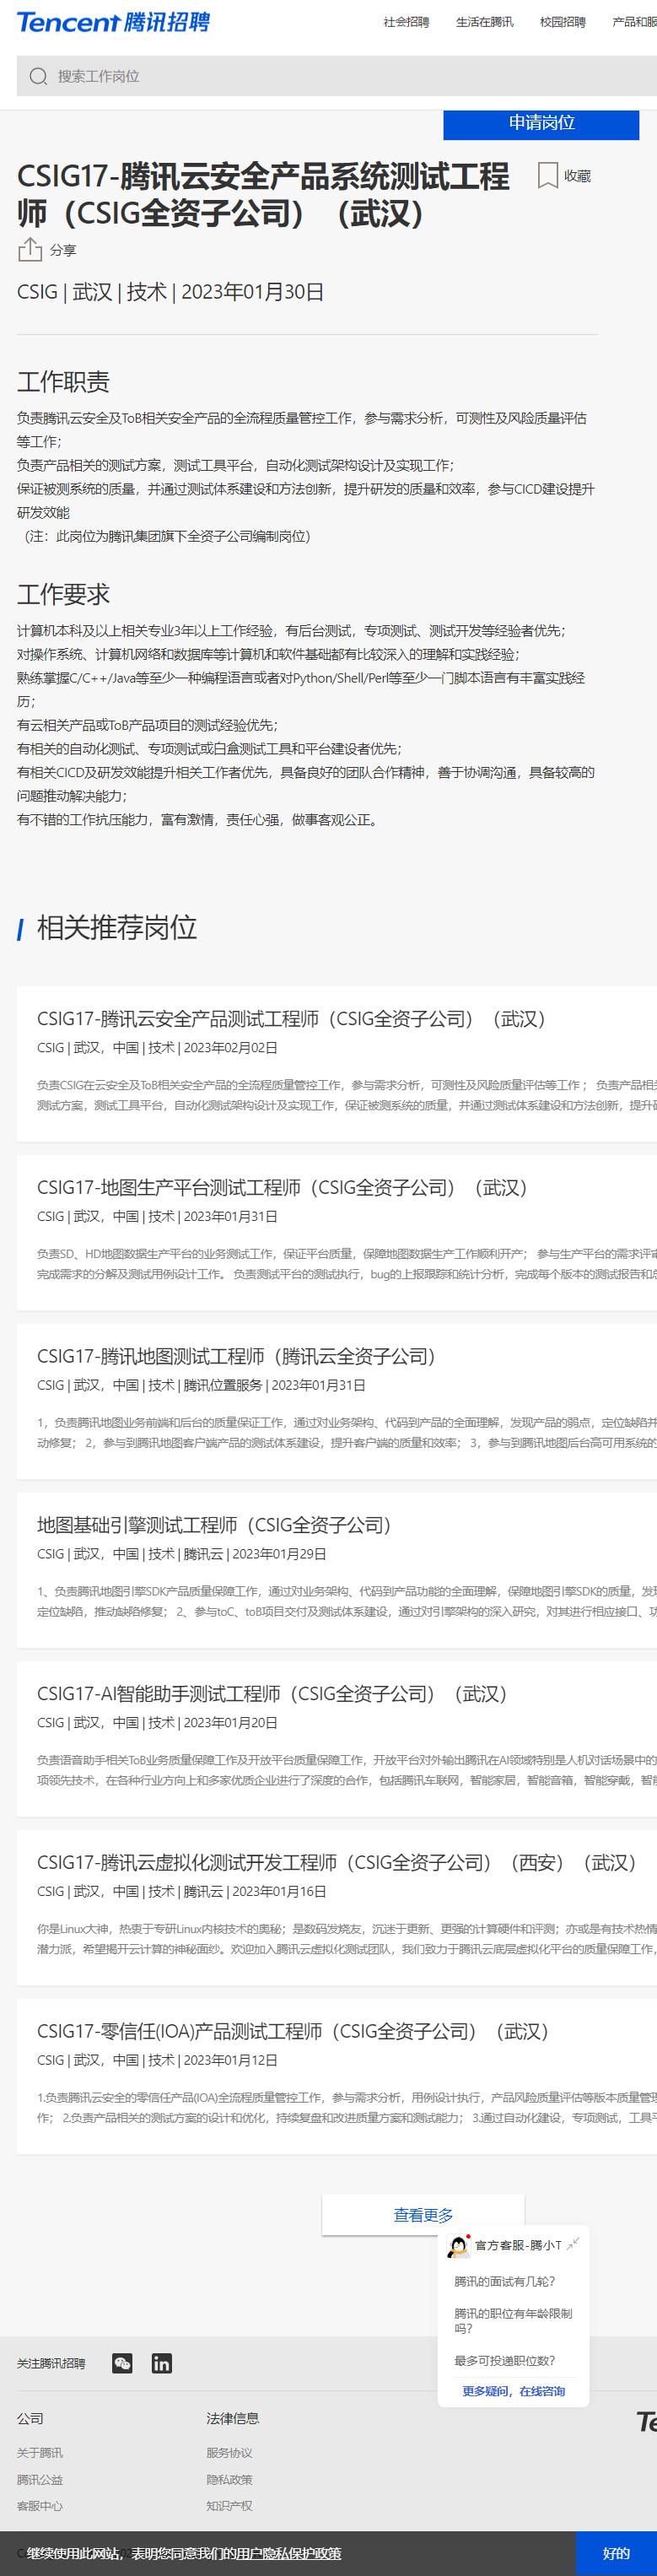 Tencent 腾讯招聘
社会招聘 生活在腾讯 校园招聘 产品和服
搜索工作岗位
申请岗位
CSIG17-腾讯云安全产品系统测试工程
师（CSIG全资子公司）（武汉）
收藏
分享
CSIG | 武汉 | 技术 | 2023年01月30日
工作职责
负责腾讯云安全及ToB相关安全产品的全流程质量管控工作，参与需求分析，可测性及风险质量评估
等工作；
负责产品相关的测试方案，测试工具平台，自动化测试架构设计及实现工作；
保证被测系统的质量，并通过测试体系建设和方法创新，提升研发的质量和效率，参与CICD建设提升
研发效能
（注：此岗位为腾讯集团旗下全资子公司编制岗位）
工作要求
计算机本科及以上相关专业3年以上工作经验，有后台测试，专项测试、测试开发等经验者优先；
对操作系统、计算机网络和数据库等计算机和软件基础都有比较深入的理解和实践经验；
熟练掌握C/C++/Java等至少一种编程语言或者对Python/Shell/Perl等至少一门脚本语言有丰富实践经
历；
有云相关产品或ToB产品项目的测试经验优先；
有相关的自动化测试、专项测试或白盒测试工具和平台建设者优先；
有相关CICD及研发效能提升相关工作者优先，具备良好的团队合作精神，善于协调沟通，具备较高的
问题推动解决能力；
有不错的工作抗压能力，富有激情，责任心强，做事客观公正。
相关推荐岗位
CSIG17-腾讯云安全产品测试工程师（CSIG全资子公司）（武汉）
CSIG | 武汉，中国 | 技术 | 2023年02月02日
负责CSIG在云安全及ToB相关安全产品的全流程质量管控工作，参与需求分析，可测性及风险质量评估等工作 ； 负责产品相关
测试方案，测试工具平台，自动化测试架构设计及实现工作，保证被测系统的质量，并通过测试体系建设和方法创新，提升研
CSIG17-地图生产平台测试工程师（CSIG全资子公司）（武汉）
CSIG | 武汉，中国 | 技术 | 2023年01月31日
负责SD、HD地图数据生产平台的业务测试工作，保证平台质量，保障地图数据生产工作顺利开产； 参与生产平台的需求评审
完成需求的分解及测试用例设计工作。 负责测试平台的测试执行，bug的上报跟踪和统计分析，完成每个版本的测试报告和总
CSIG17-腾讯地图测试工程师（腾讯云全资子公司）
CSIG | 武汉，中国 | 技术 | 腾讯位置服务 | 2023年01月31日
1，负责腾讯地图业务前端和后台的质量保证工作，通过对业务架构、代码到产品的全面理解，发现产品的弱点，定位缺陷并
动修复； 2，参与到腾讯地图客户端产品的测试体系建设，提升客户端的质量和效率； 3，参与到腾讯地图后台高可用系统的
地图基础引擎测试工程师（CSIG全资子公司）
CSIG | 武汉，中国 | 技术 | 腾讯云 | 2023年01月29日
1、负责腾讯地图引擎SDK产品质量保障工作，通过对业务架构、代码到产品功能的全面理解，保障地图引擎SDK的质量，发现
定位缺陷，推动缺陷修复； 2、参与toC、toB项目交付及测试体系建设，通过对引擎架构的深入研究，对其进行相应接口、功
CSIG17-AI智能助手测试工程师（CSIG全资子公司）（武汉）
CSIG | 武汉，中国 | 技术 | 2023年01月20日
负责语音助手相关ToB业务质量保障工作及开放平台质量保障工作，开放平台对外输出腾讯在AI领域特别是人机对话场景中的
项领先技术，在各种行业方向上和多家优质企业进行了深度的合作，包括腾讯车联网，智能家居，智能音箱，智能穿戴，智能
CSIG17-腾讯云虚拟化测试开发工程师（CSIG全资子公司）（西安）（武汉）
CSIG | 武汉，中国 | 技术 | 腾讯云 | 2023年01月16日
你是Linux大神，热衷于专研Linux内核技术的奥秘；是数码发烧友，沉迷于更新、更强的计算硬件和评测；亦或是有技术热情
潜力派，希望揭开云计算的神秘面纱。欢迎加入腾讯云虚拟化测试团队，我们致力于腾讯云底层虚拟化平台的质量保障工作，
CSIG17-零信任(IOA)产品测试工程师（CSIG全资子公司）（武汉）
CSIG | 武汉，中国 | 技术 | 2023年01月12日
1.负责腾讯云安全的零信任产品(IOA)全流程质量管控工作，参与需求分析，用例设计执行，产品风险质量评估等版本质量管理
作； 2.负责产品相关的测试方案的设计和优化，持续复盘和改进质量方案和测试能力； 3.通过自动化建设，专项测试，工具平
查看更多
官方客服-腾小T
腾讯的面试有几轮?
腾讯的职位有年龄限制
吗?
最多可投递职位数?
更多疑问，在线咨询
关注腾讯招聘
公司 法律信息
关于腾讯 服务协议
腾讯公益 隐私政策
客服中心 知识产权
继续使用此网站，表明您同意我们的用户隐私保护政策
好的